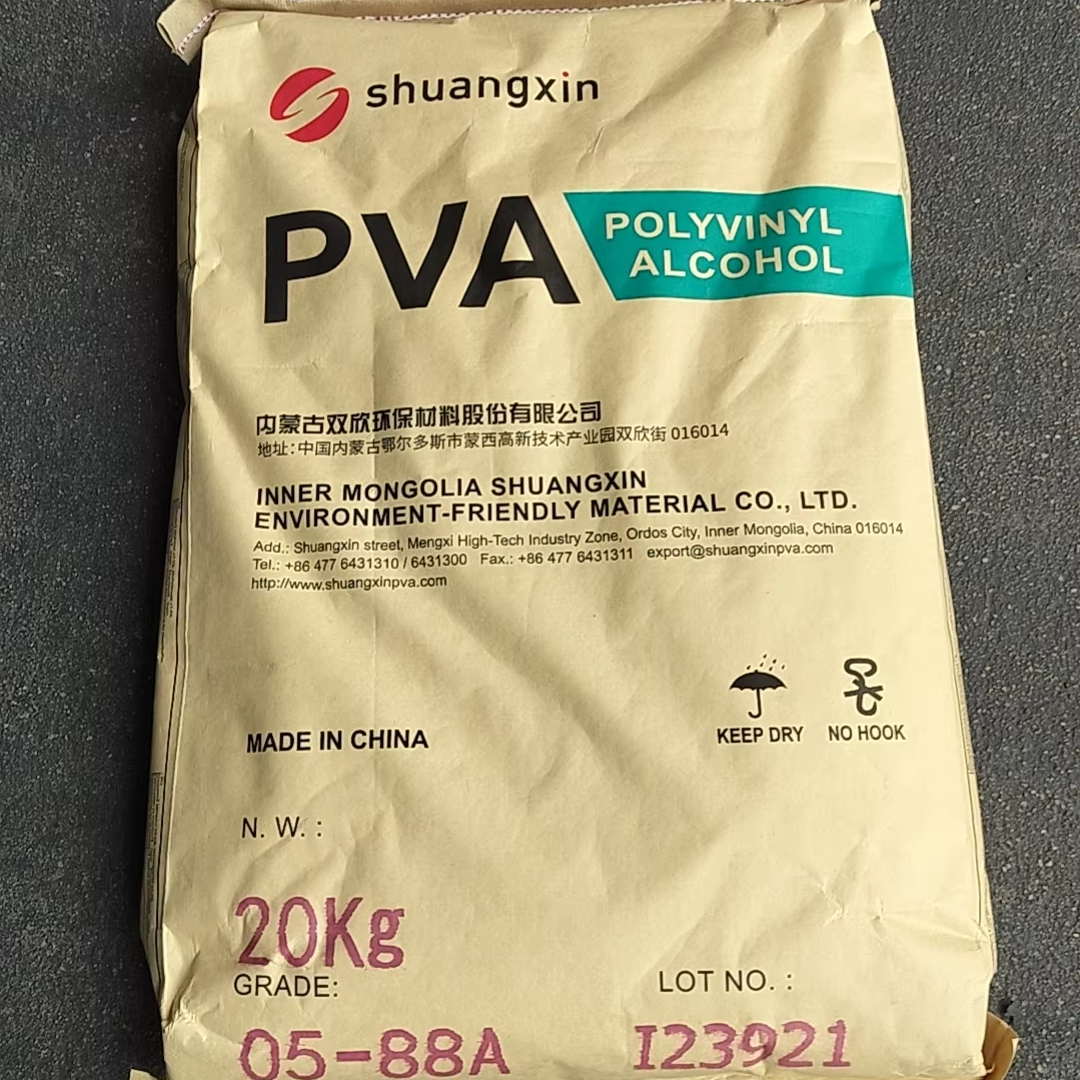 shuangxin
PVA
POLYVINYL
ALCOHOL
内蒙古双欣环保材料股份有限公司
地址:中国内蒙古鄂尔多斯市蒙西高新技术产业园双欣街 016014
INNER MONGOLIA SHUANGXIN
ENVIRONMENT-FRIENDLY MATERIAL CO., LTD.
Add.: Shuangxin street, Mengxi High-Tech Industry Zone, Ordos City, Inner Mongolia, China 016014
Tel.: +86 477 6431310 / 6431300 Fax.: +86 477 6431311 export@shuangxinpva.com
http://www.shuangxinpva.com
KEEP DRY NO HOOK
MADE IN CHINA
N. W. :
20Kg
GRADE:
05-88A
LOT NO. :
I23921